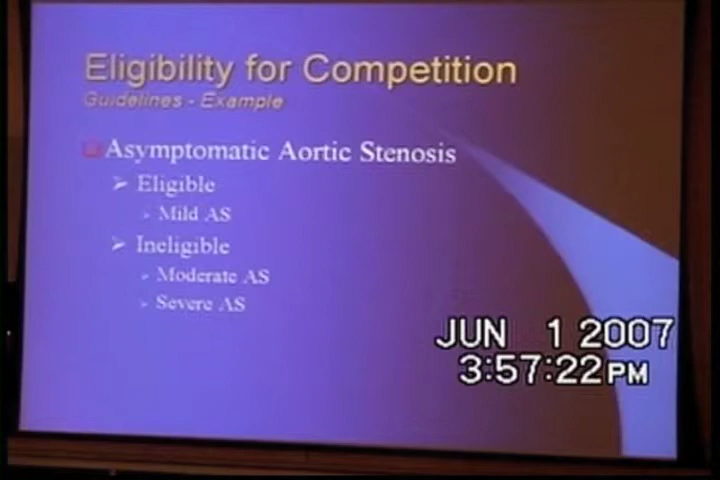 Eligibility for Competition
Guidelines - Example
Asymptomatic Aortic Stenosis
Eligible
Mild AS
Ineligible
Moderate AS
Severe AS
JUN 1 2007
3:57:22PM